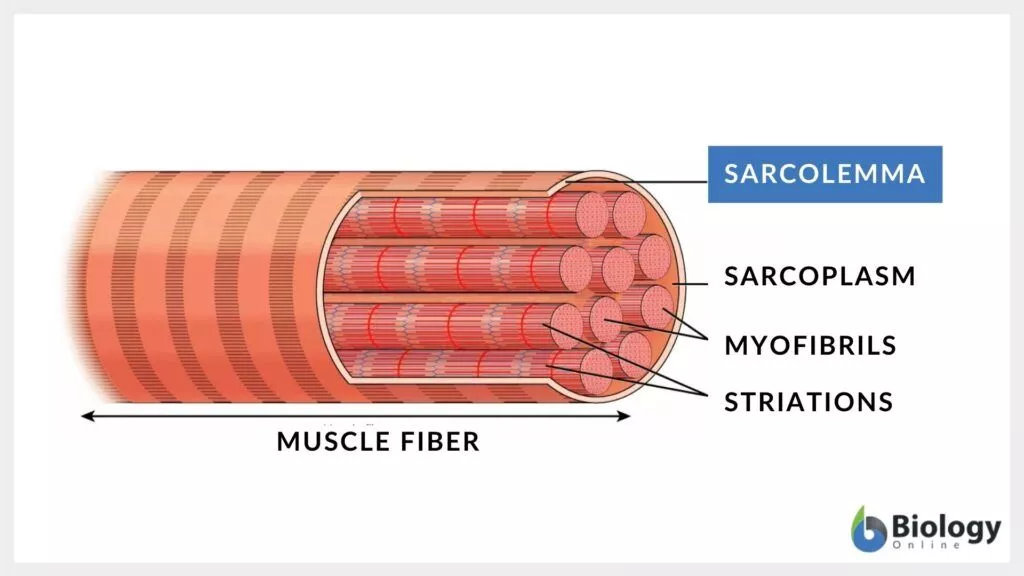 SARCOLEMMA
SARCOPLASM
MYOFIBRILS
STRIATIONS
MUSCLE FIBER
Biology
Online